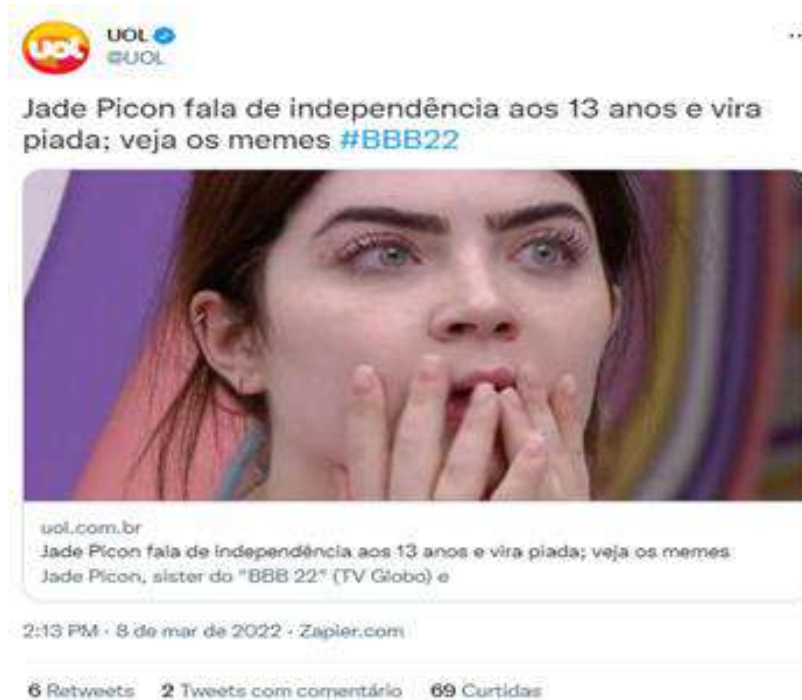 uol
UOL
@UOL
Jade Picon fala de independência aos 13 anos e vira
piada; veja os memes #BBB22
uol.com.br
Jade Picon fala de independência aos 13 anos e vira piada; veja os memes
Jade Picon, sister do "BBB 22" (TV Globo) e
2:13 PM · 8 de mar de 2022 · Zapier.com
6 Retweets 2 Tweets com comentário 69 Curtidas